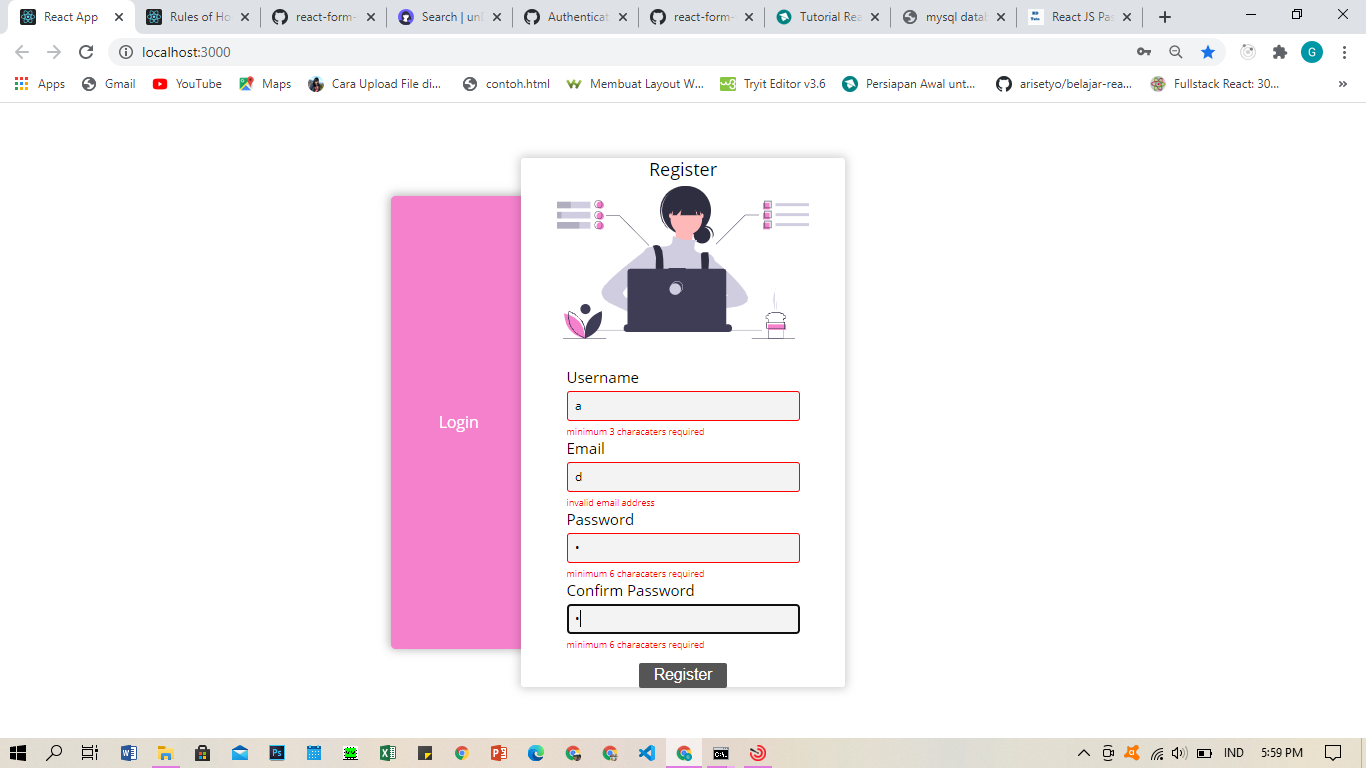 React App
Rules of Ho
react-form-
Search | un
Authenticat
react-form-
Tutorial Rea
mysql datab
React JS Pas
localhost:3000
G
Apps
Gmail
YouTube
Maps
Cara Upload File di...
contoh.html
Membuat Layout W...
Tryit Editor v3.6
Persiapan Awal unt...
arisetyo/belajar-rea...
Fullstack React: 30...
»
Register
Login
Username
a
minimum 3 characaters required
Email
d
invalid email address
Password
minimum 6 characaters required
Confirm Password
minimum 6 characaters required
Register
IND
5:59 PM